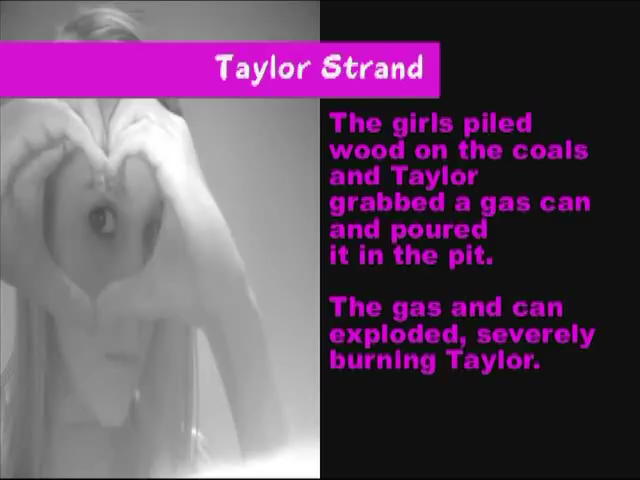 Taylor Strand
The girls piled
wood on the coals
and Taylor
grabbed a gas can
and poured
it in the pit.
The gas and can
exploded, severely
burning Taylor.